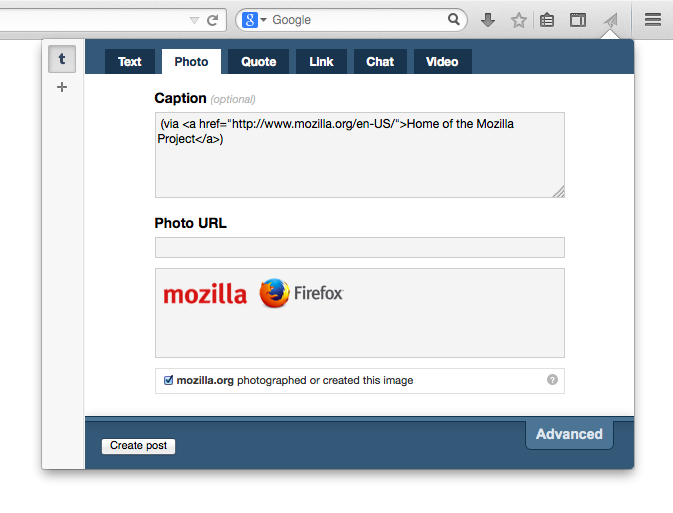 8 Google
t
+
Text Photo Quote Link Chat Video
Caption (optional)
(via <a href="http://www.mozilla.org/en-US/">Home of the Mozilla
Project</a>)
Photo URL
mozilla Firefox
mozilla.org photographed or created this image ?
Advanced
Create post